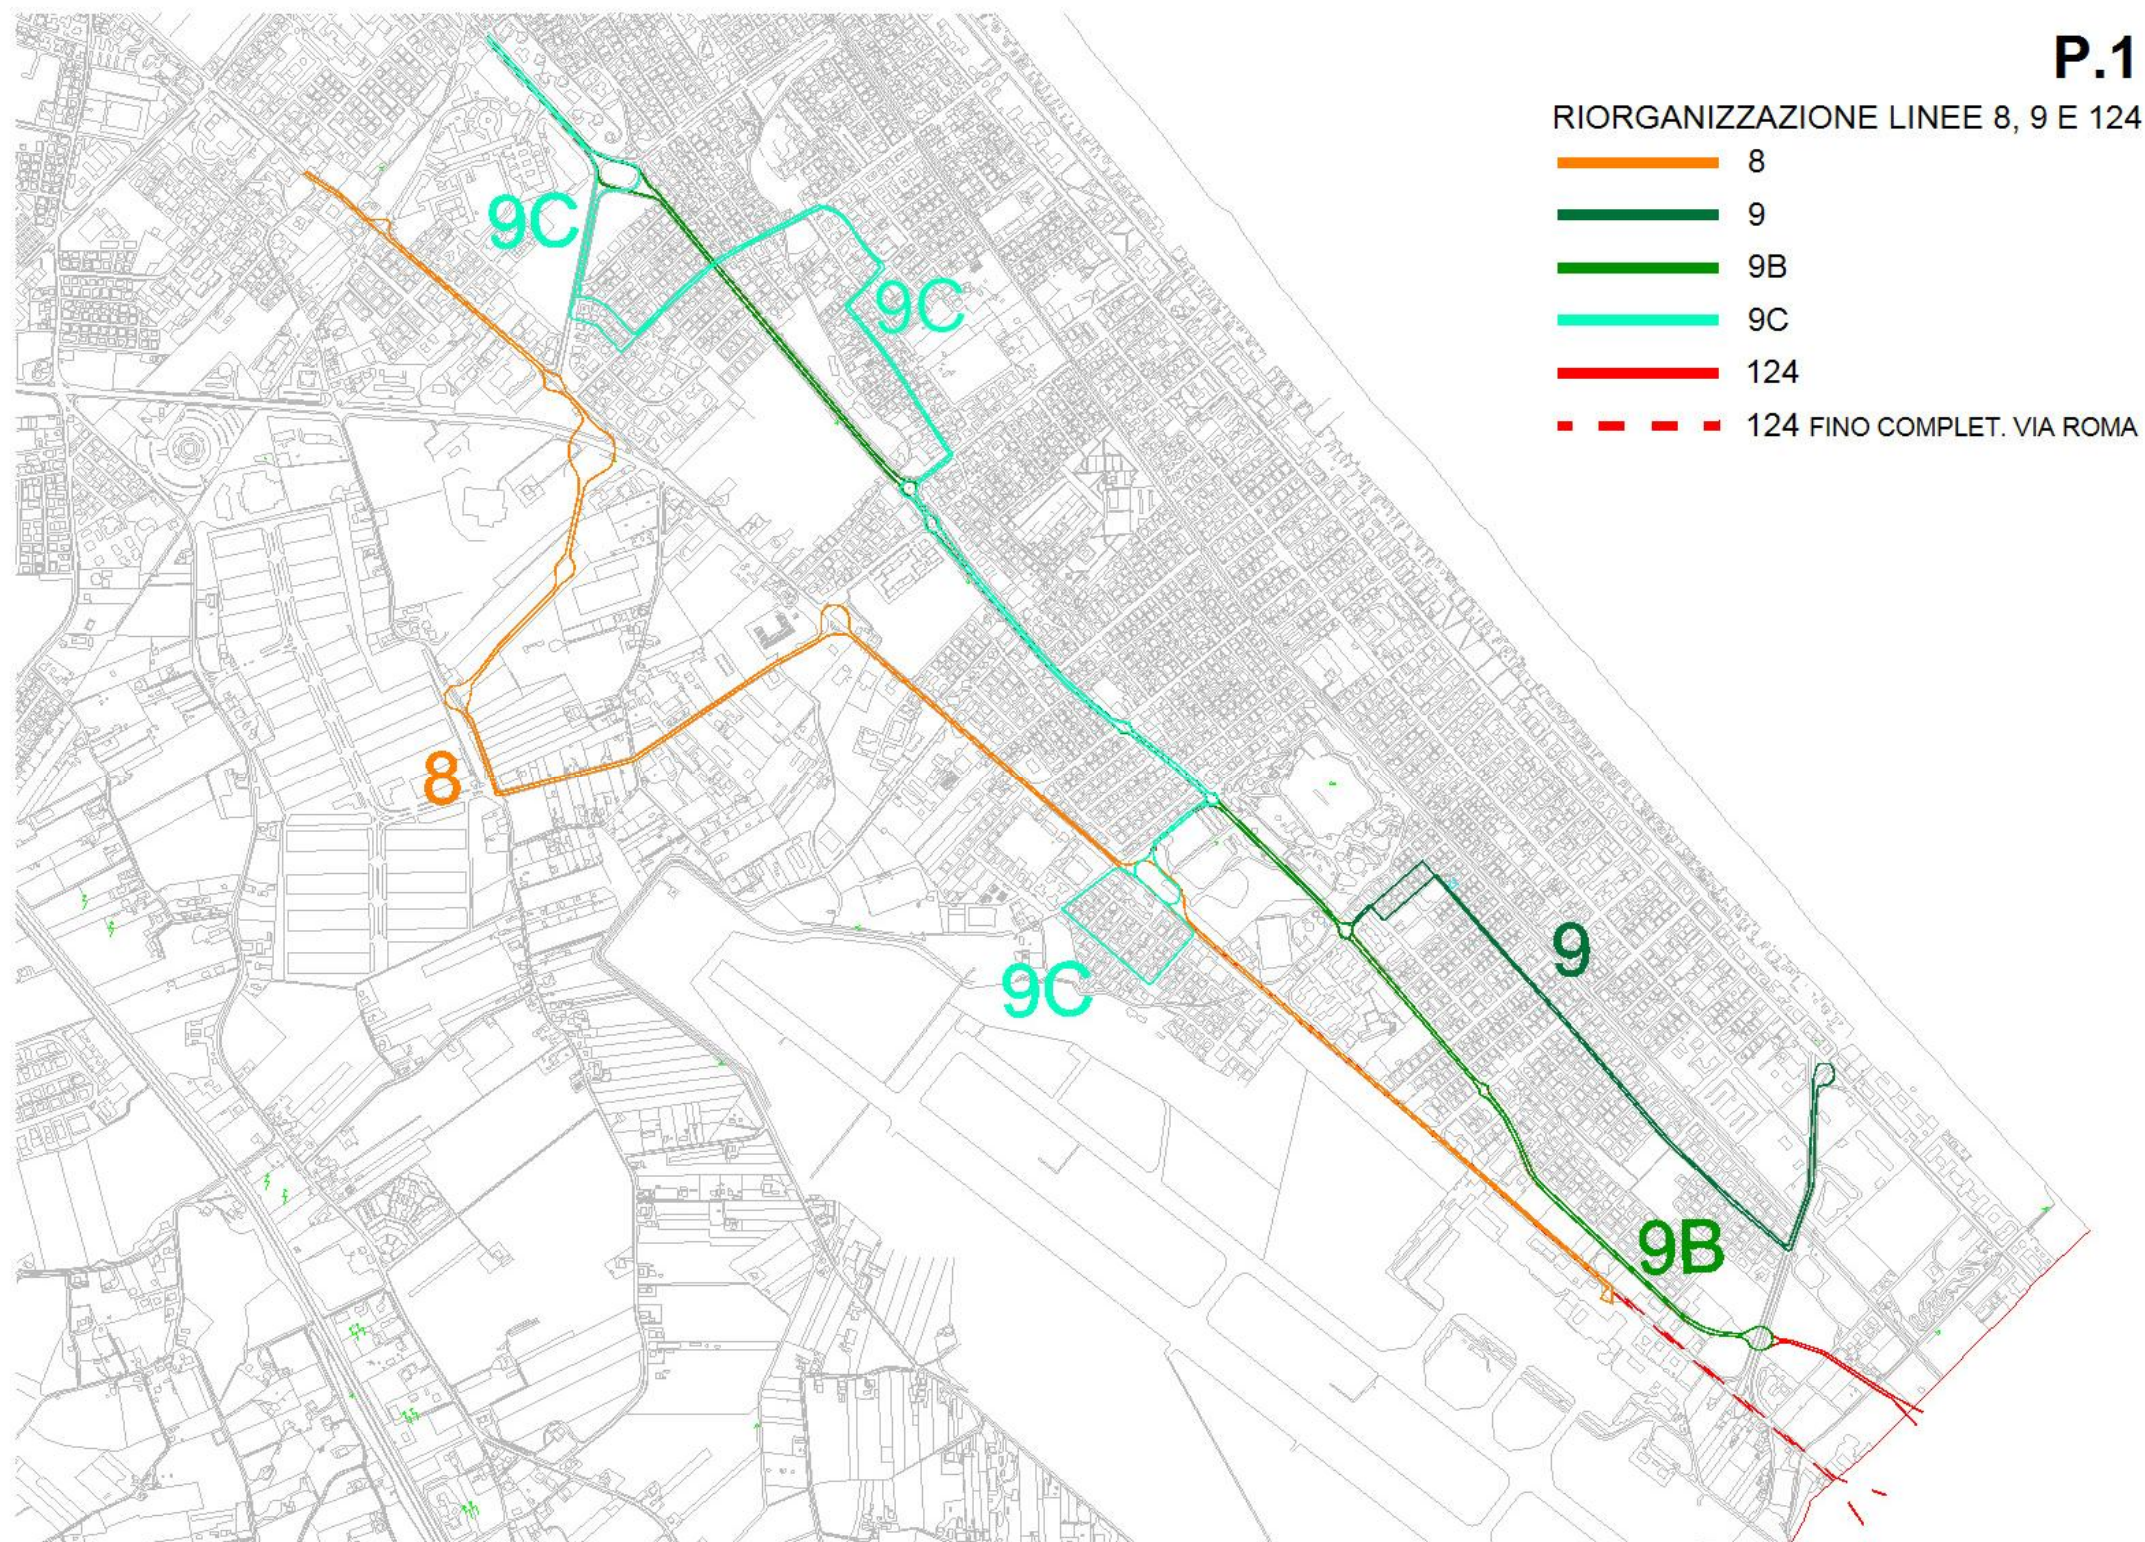 P.1
RIORGANIZZAZIONE LINEE 8, 9 E 124
8
9
9B
9C
124
124 FINO COMPLET. VIA ROMA
9C
9C
8
9
9C
9B